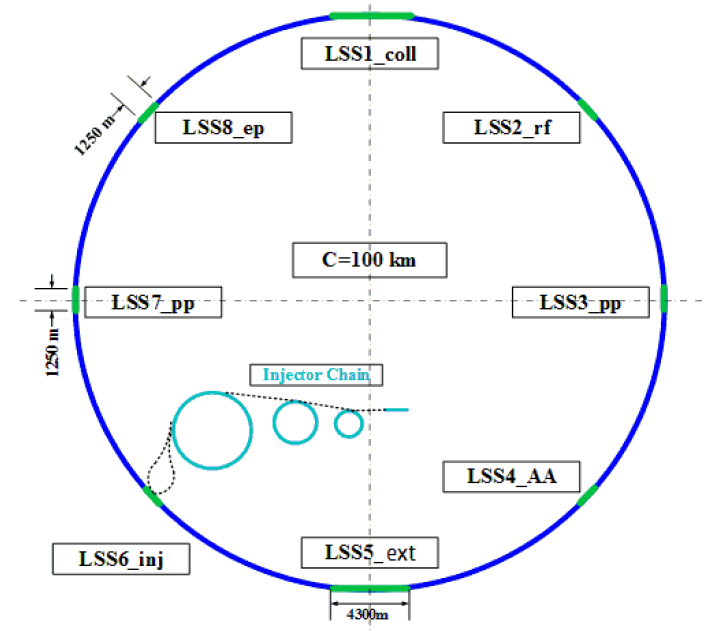 LSS1_coll
LSS8_ep
LSS2_rf
1250 m
C=100 km
LSS7_pp
LSS3_pp
1250 m
Injector Chain
LSS4_AA
LSS6_inj
LSS5_ext
4300m